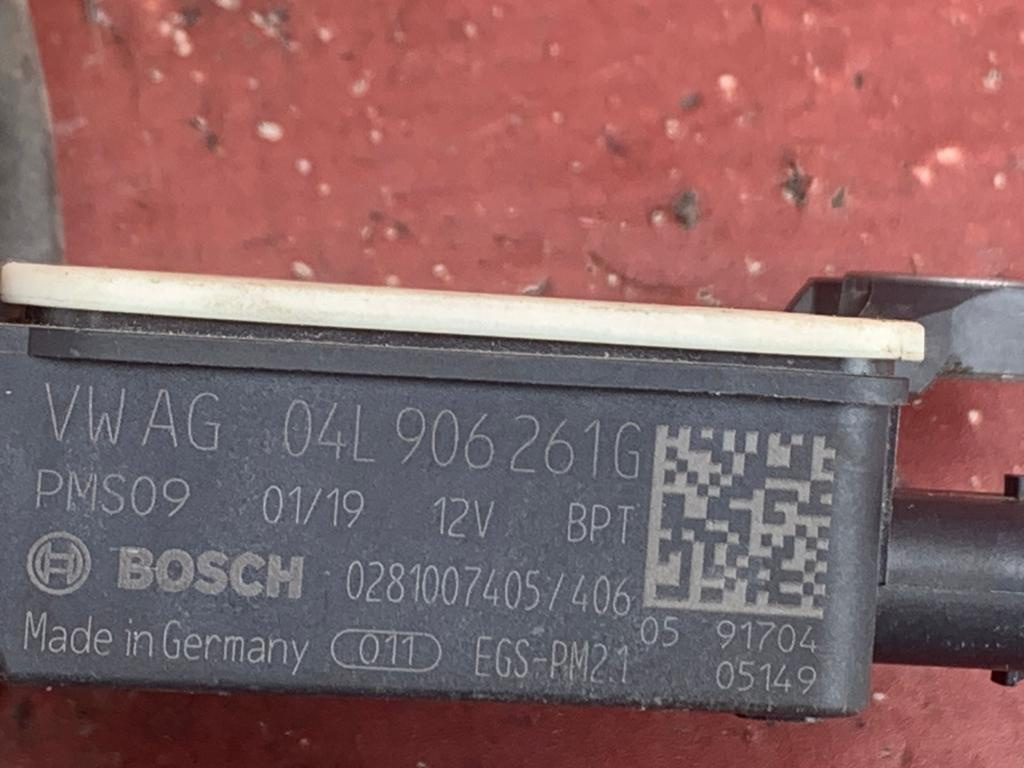 VW AG 04L 906 261G
PMS09 01/19 12V BPT
BOSCH 0281007405/406
Made in Germany 011 EGS-PM2.1
05 91704
05149